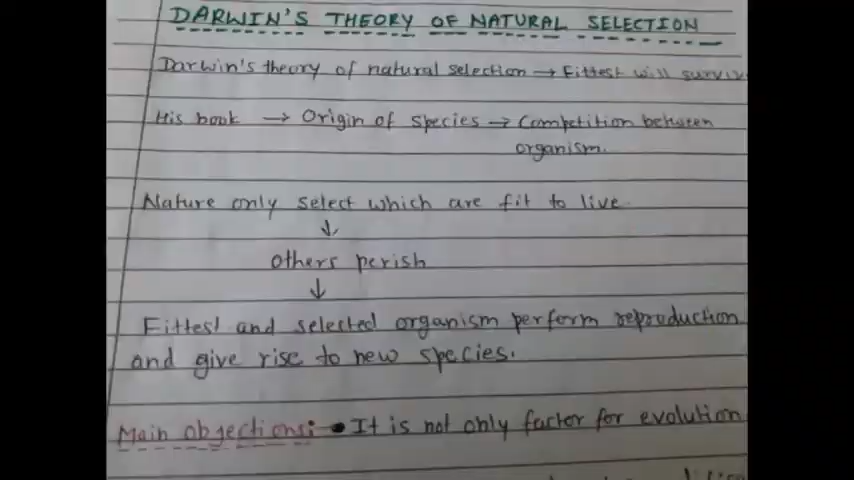 DARWIN'S THEORY OF NATURAL SELECTION
Darwin's theory of natural selection → Fittest will surviv
His book → Origin of species → Competition between
organism.
Nature only select which are fit to live
↓
others perish
↓
Fittest and selected organism perform reproduction
and give rise to new species.
Main objections: • It is not only factor for evolution